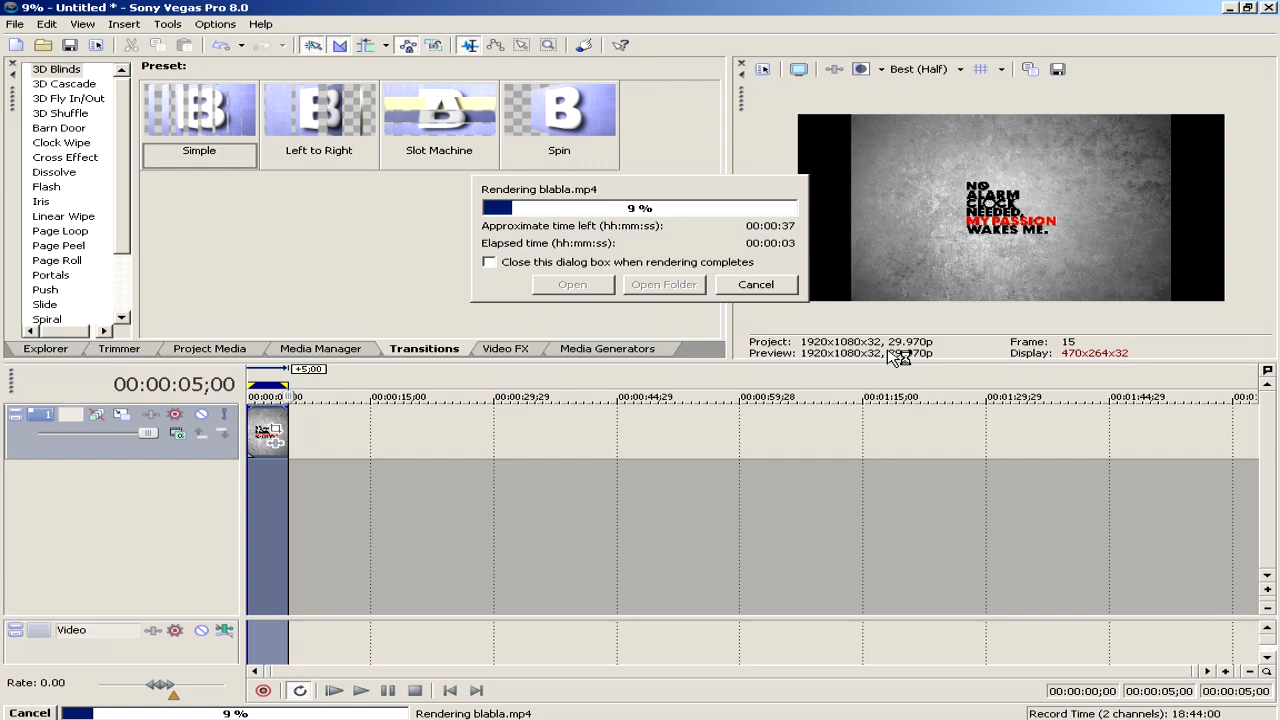 9% - Untitled * - Sony Vegas Pro 8.0
File Edit View Insert Tools Options Help
3D Blinds
3D Cascade
3D Fly In/Out
3D Shuffle
Barn Door
Clock Wipe
Cross Effect
Dissolve
Flash
Iris
Linear Wipe
Page Loop
Page Peel
Page Roll
Portals
Push
Slide
Spiral
Preset:
Simple Left to Right Slot Machine Spin
Rendering blabla.mp4
9 %
Approximate time left (hh:mm:ss): 00:00:37
Elapsed time (hh:mm:ss): 00:00:03
Close this dialog box when rendering completes
Open Open Folder Cancel
Best (Half)
NO
ALARM
CLOCK
NEEDED.
MY PASSION
WAKES ME.
Project: 1920x1080x32, 29.970p Frame: 15
Preview: 1920x1080x32, Display: 470x264x32
Explorer Trimmer Project Media Media Manager Transitions Video FX Media Generators
00:00:05;00
+5;00
00:00:15;00 00:00:29;29 00:00:44;29 00:00:59;28 00:01:15;00 00:01:29;29 00:01:44;29
1
Video
Rate: 0.00
00:00:00;00 00:00:05;00 00:00:05;00
Cancel 9 % Rendering blabla.mp4 Record Time (2 channels): 18:44:00